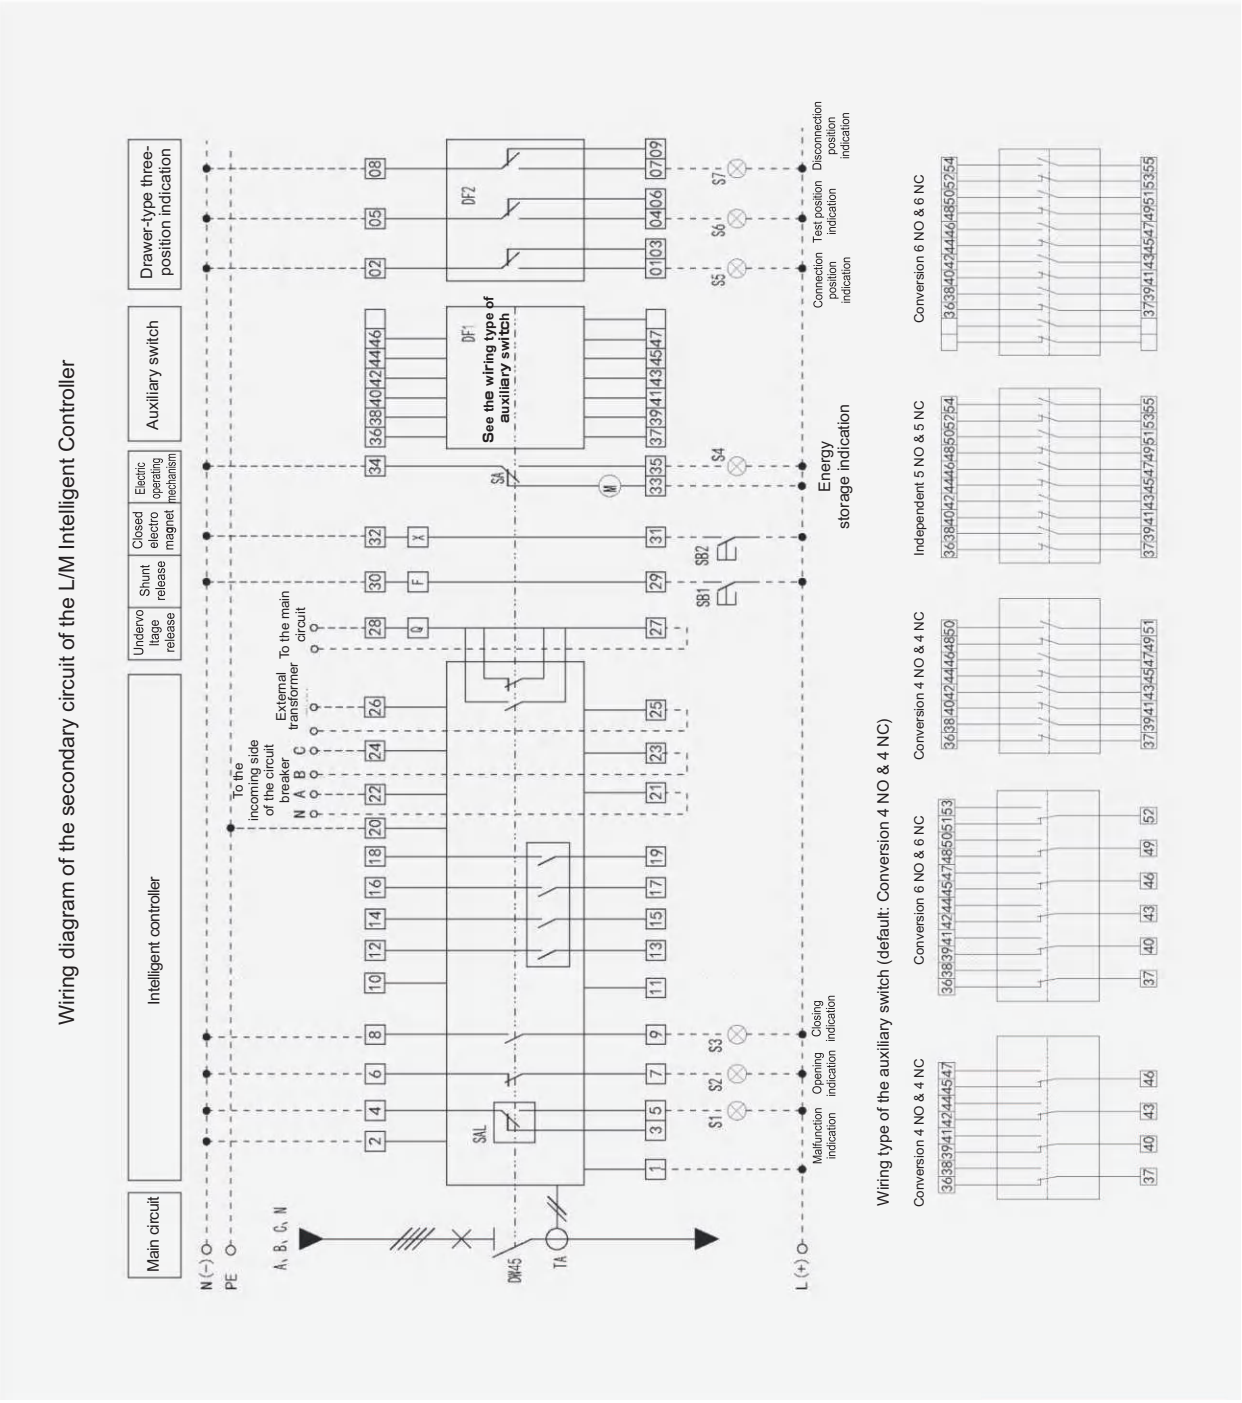 Wiring diagram of the secondary circuit of the L/M Intelligent Controller
Main circuit
Intelligent controller
Undervo
ltage
release
Shunt
release
Closed
electro
magnet
Electric
operating
mechanism
Auxiliary switch
Drawer-type three-
position indication
N (−)
PE
A、B、C、N
To the
incoming side
of the circuit
breaker
N A B C
External
transformer
To the main
circuit
2 4 6 8 10 12 14 16 18 20 22 24 26 28 30 32 34
36 38 40 42 44 46
02 05 08
Q F X
DW45
TA
SAL
SA
M
DF1
See the wiring type of
auxiliary switch
DF2
1 3 5 7 9 11 13 15 17 19 21 23 25 27 29 31 33 35
37 39 41 43 45 47
01 03 04 06 07 09
S1 S2 S3 SB1 SB2 S4 S5 S6 S7
L (+)
Malfunction
indication
Opening
indication
Closing
indication
Energy
storage indication
Connection
position
indication
Test position
indication
Disconnection
position
indication
Wiring type of the auxiliary switch (default: Conversion 4 NO & 4 NC)
Conversion 4 NO & 4 NC
36 38 39 41 42 44 45 47
37 40 43 46
Conversion 6 NO & 6 NC
36 38 39 41 42 44 45 47 48 50 51 53
37 40 43 46 49 52
Conversion 4 NO & 4 NC
36 38 40 42 44 46 48 50
37 39 41 43 45 47 49 51
Independent 5 NO & 5 NC
36 38 40 42 44 46 48 50 52 54
37 39 41 43 45 47 49 51 53 55
Conversion 6 NO & 6 NC
36 38 40 42 44 46 48 50 52 54
37 39 41 43 45 47 49 51 53 55